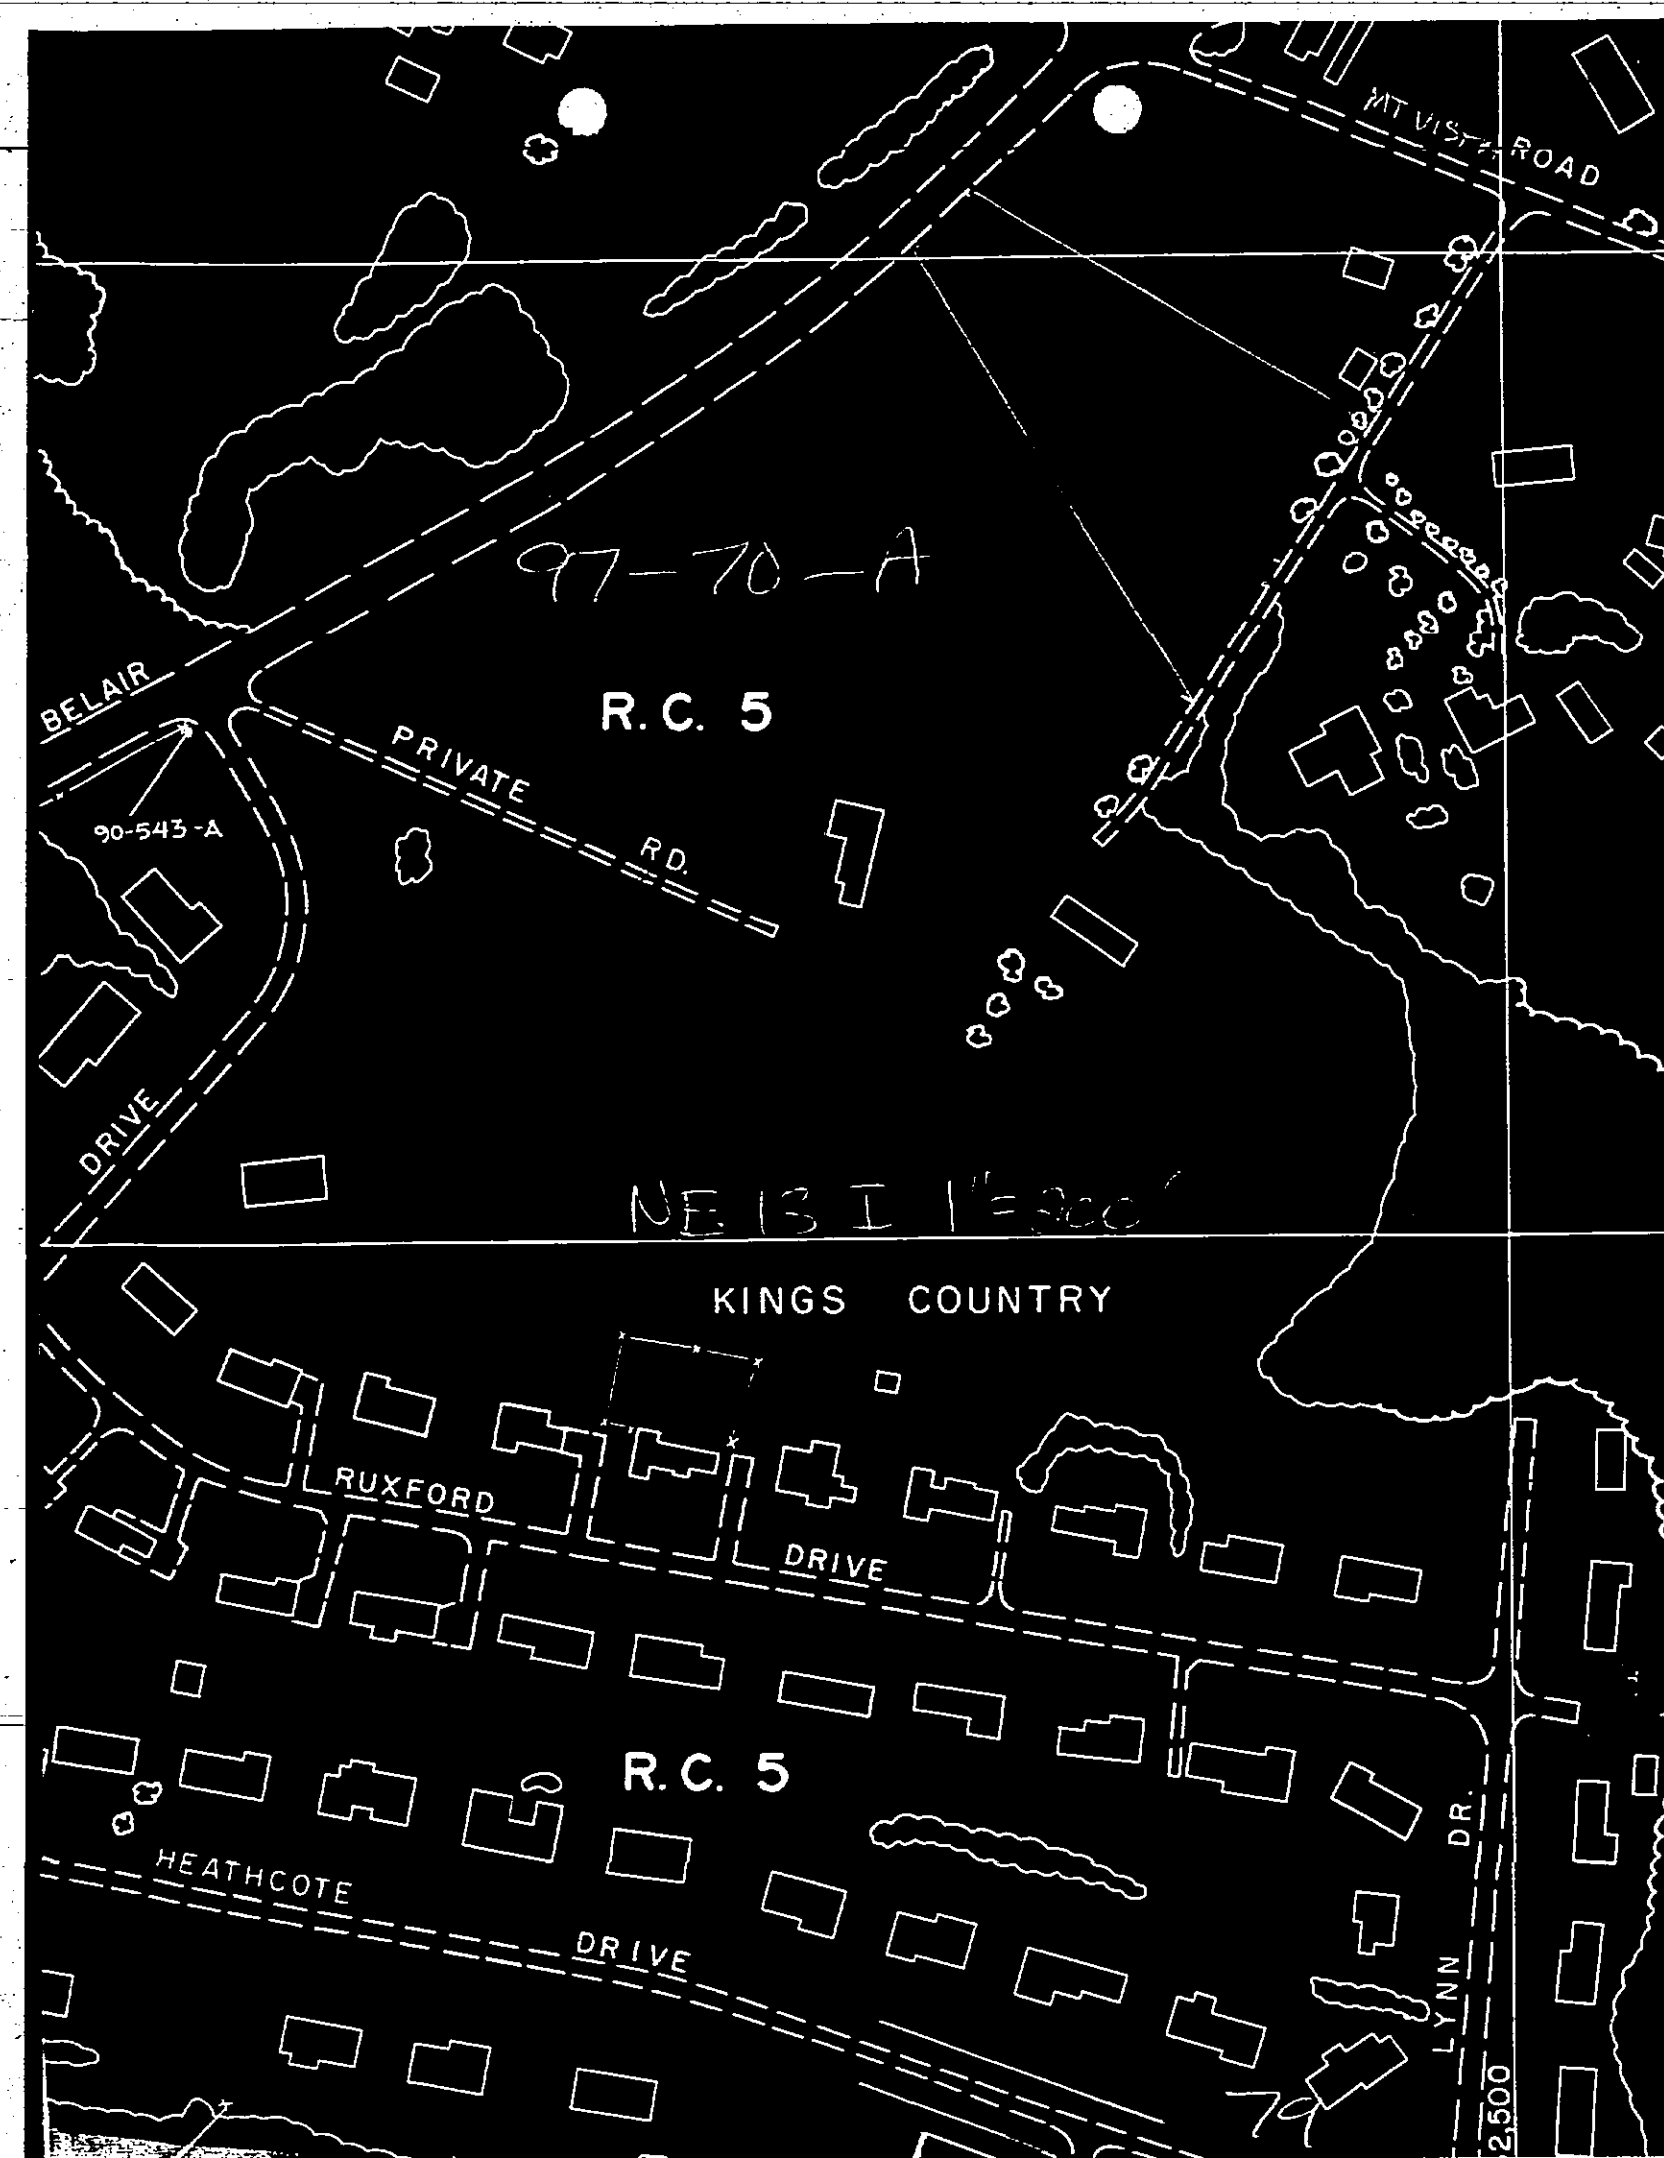 MT VISTA ROAD
97-70-A
BELAIR
R.C. 5
PRIVATE
RD.
90-543-A
DRIVE
NE 13 I 1"=200'
KINGS COUNTRY
RUXFORD
DRIVE
R.C. 5
DR.
HEATHCOTE
DRIVE
LYNN
70
2,500